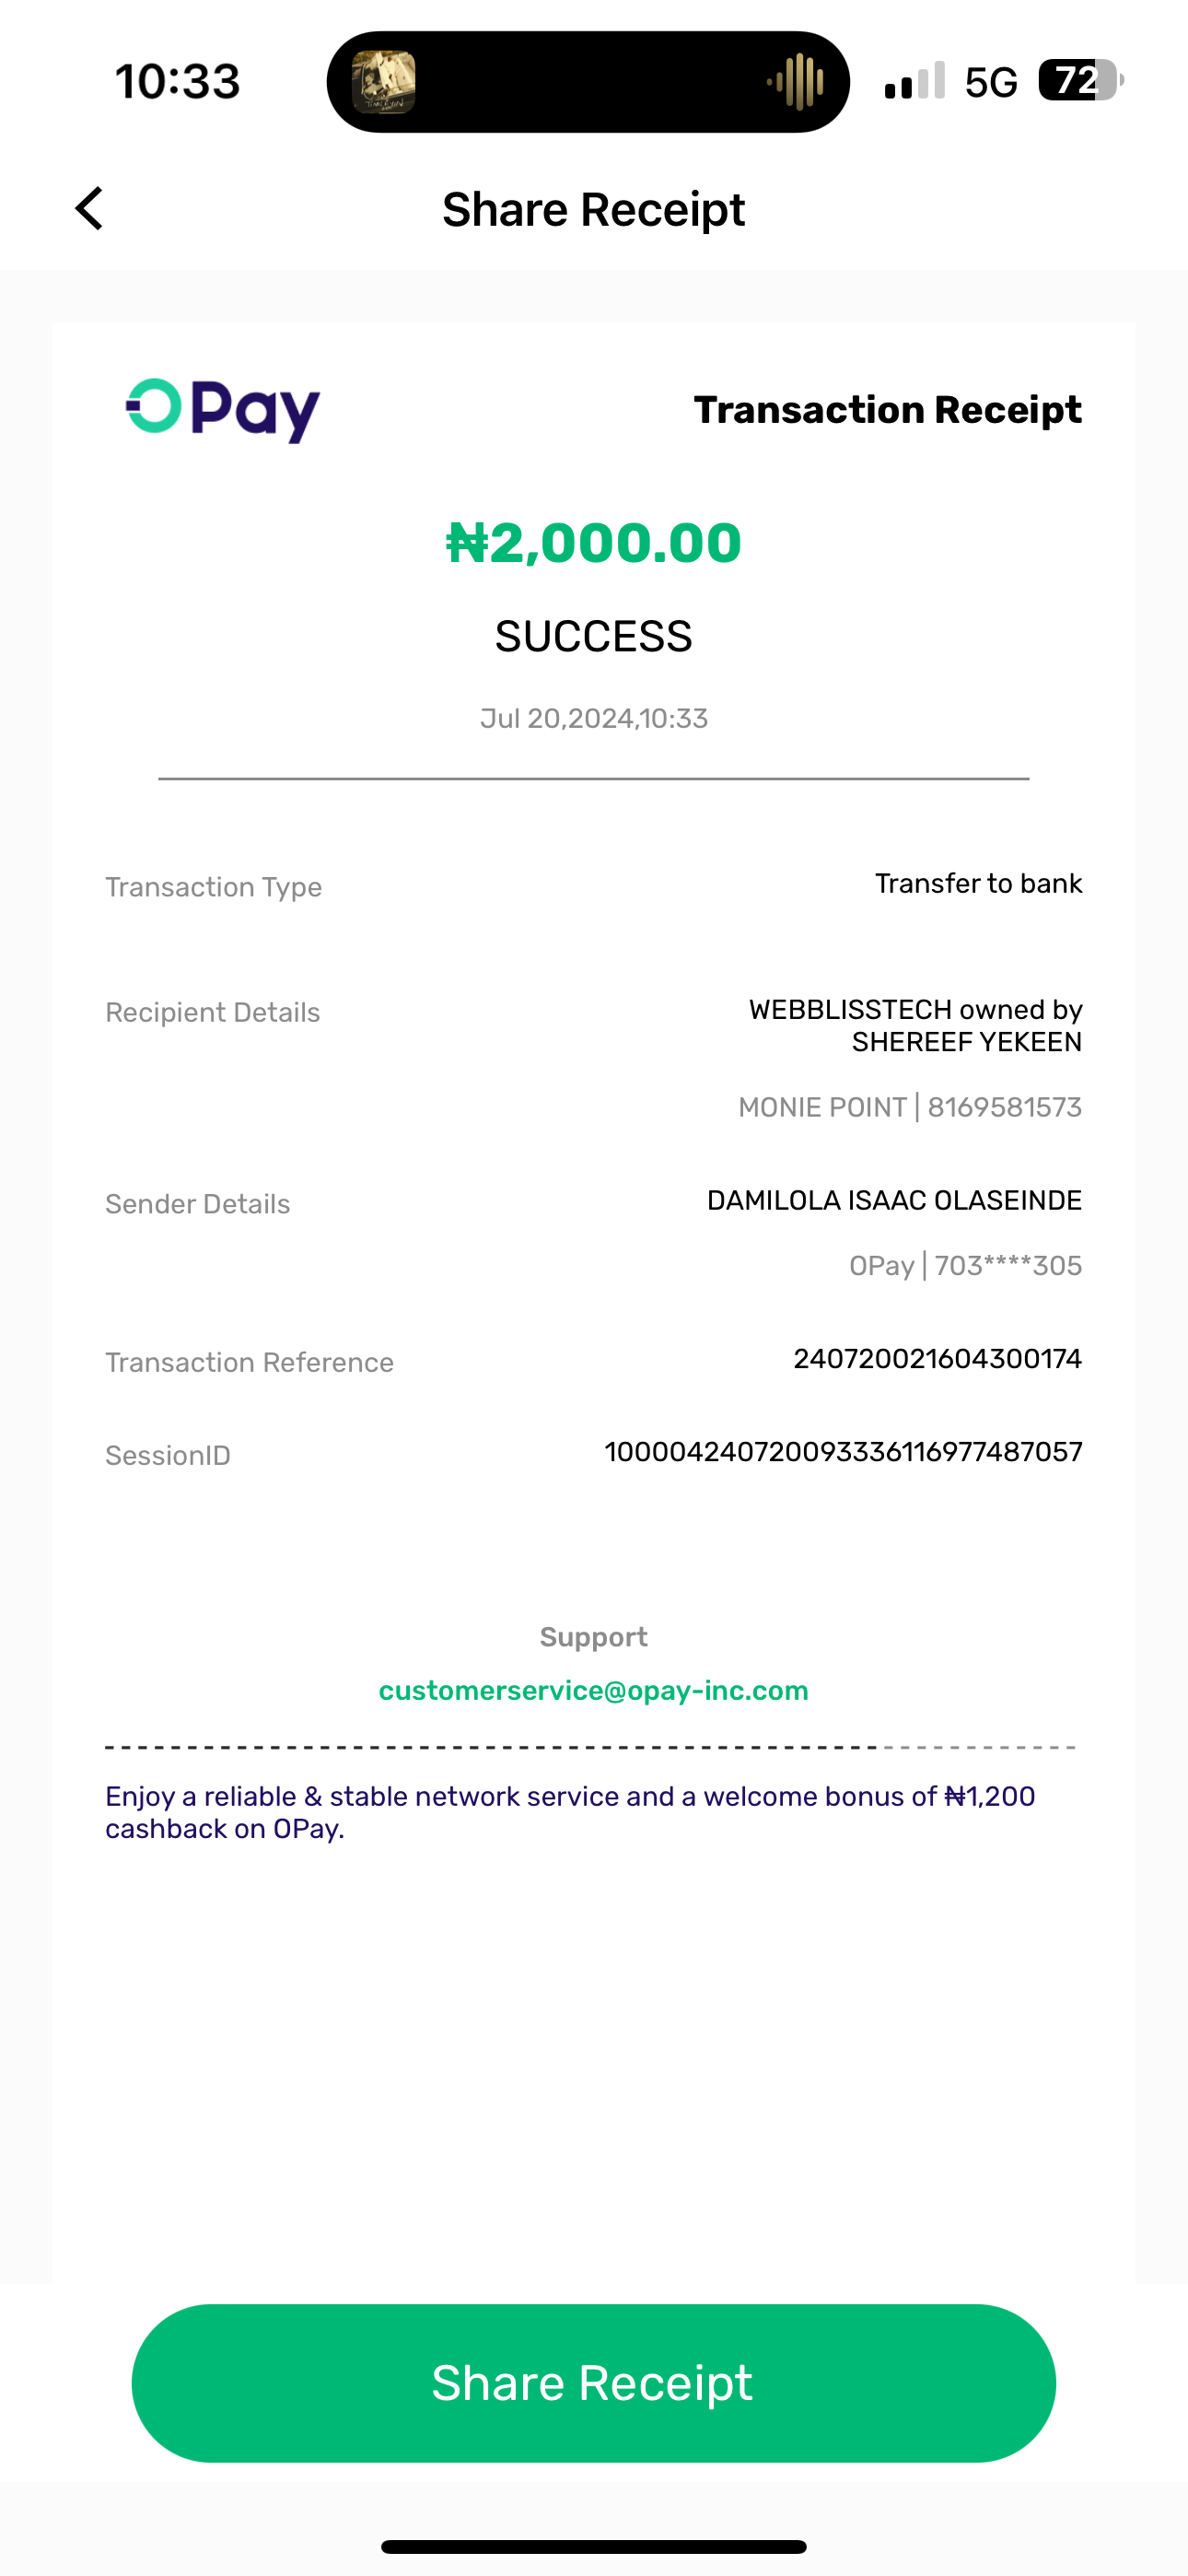 10:33
5G 72
Share Receipt
OPay
Transaction Receipt
₦2,000.00
SUCCESS
Jul 20,2024,10:33
Transaction Type
Transfer to bank
Recipient Details
WEBBLISSTECH owned by
SHEREEF YEKEEN
MONIE POINT | 8169581573
Sender Details
DAMILOLA ISAAC OLASEINDE
OPay | 703****305
Transaction Reference
240720021604300174
SessionID
100004240720093336116977487057
Support
customerservice@opay-inc.com
Enjoy a reliable & stable network service and a welcome bonus of ₦1,200
cashback on OPay.
Share Receipt